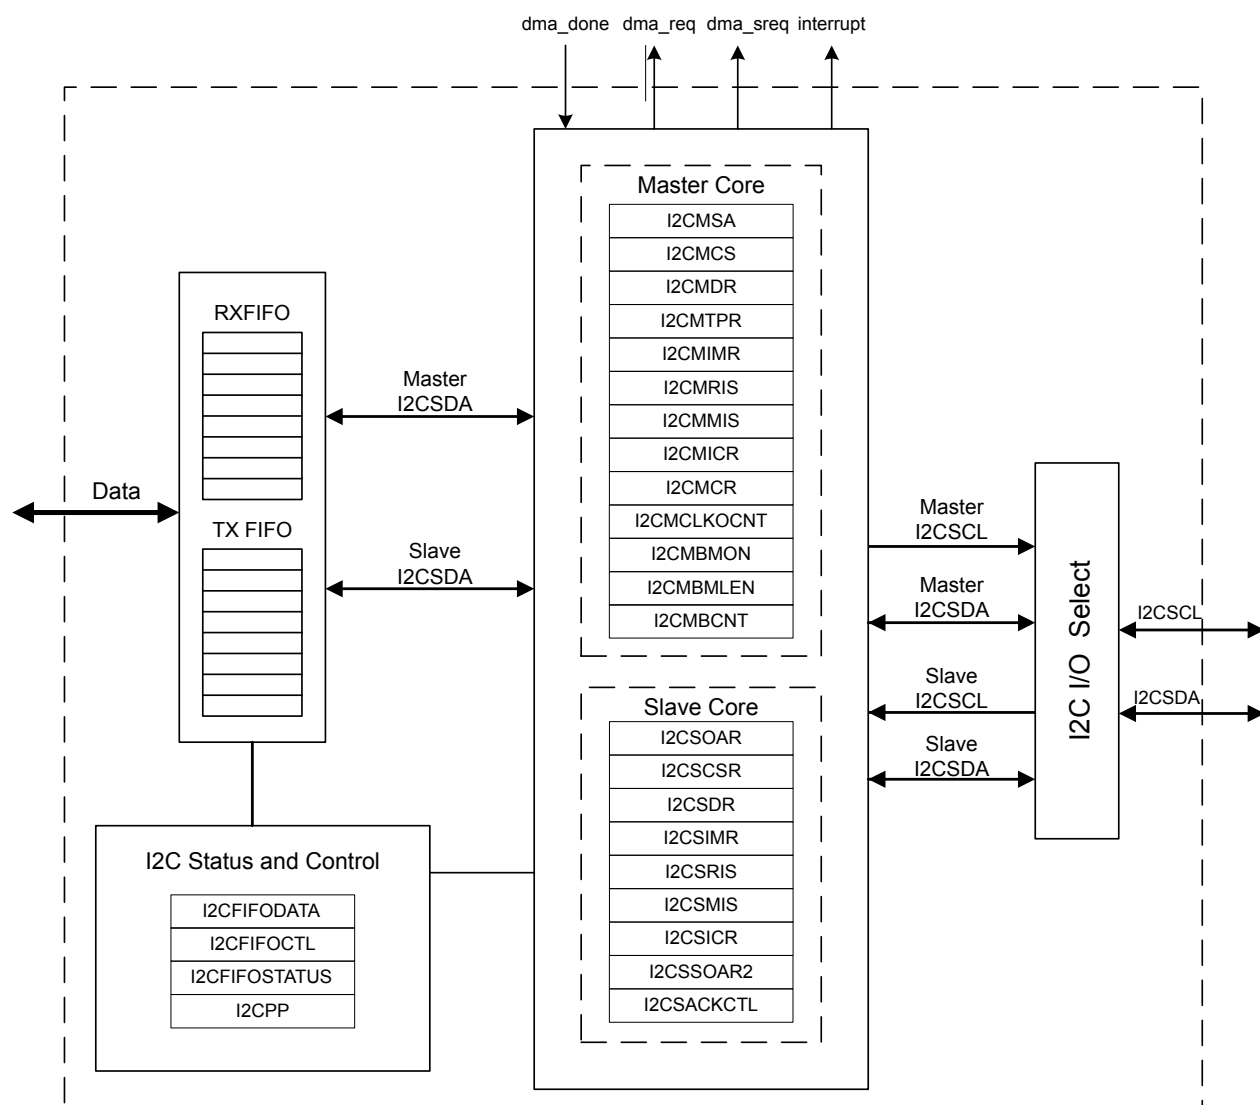 dma_done dma_req dma_sreq interrupt
Master Core
I2CMSA
I2CMCS
I2CMDR
I2CMTPR
I2CMIMR
I2CMRIS
I2CMMIS
I2CMICR
I2CMCR
I2CMCLKOCNT
I2CMBMON
I2CMBMLEN
I2CMBCNT
RXFIFO
TX FIFO
Data
Master
I2CSDA
Slave
I2CSDA
Slave Core
I2CSOAR
I2CSCSR
I2CSDR
I2CSIMR
I2CSRIS
I2CSMIS
I2CSICR
I2CSSOAR2
I2CSACKCTL
I2C Status and Control
I2CFIFODATA
I2CFIFOCTL
I2CFIFOSTATUS
I2CPP
Master
I2CSCL
Master
I2CSDA
Slave
I2CSCL
Slave
I2CSDA
I2C I/O Select
I2CSCL
I2CSDA